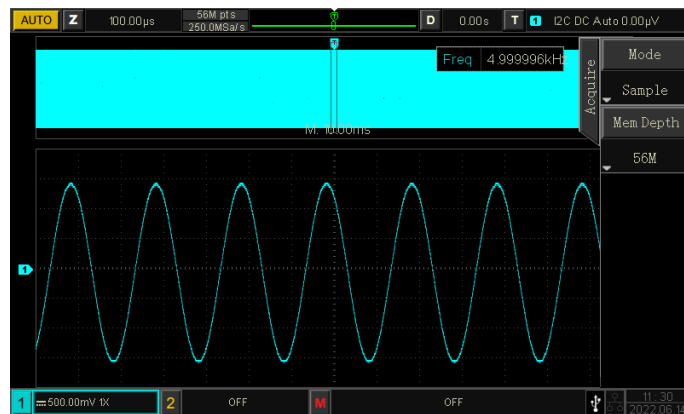 AUTO Z 100.00μs 56M pts D 0.00s T 1 I2C DC Auto 0.00μV
250.0MSa/s
T
Freq 4.999996kHz
Mode
Acquire
Sample
Mem Depth
M: 10.00ms
56M
1
1 500.00mV 1X 2 OFF M OFF 11:30
2022.06.14